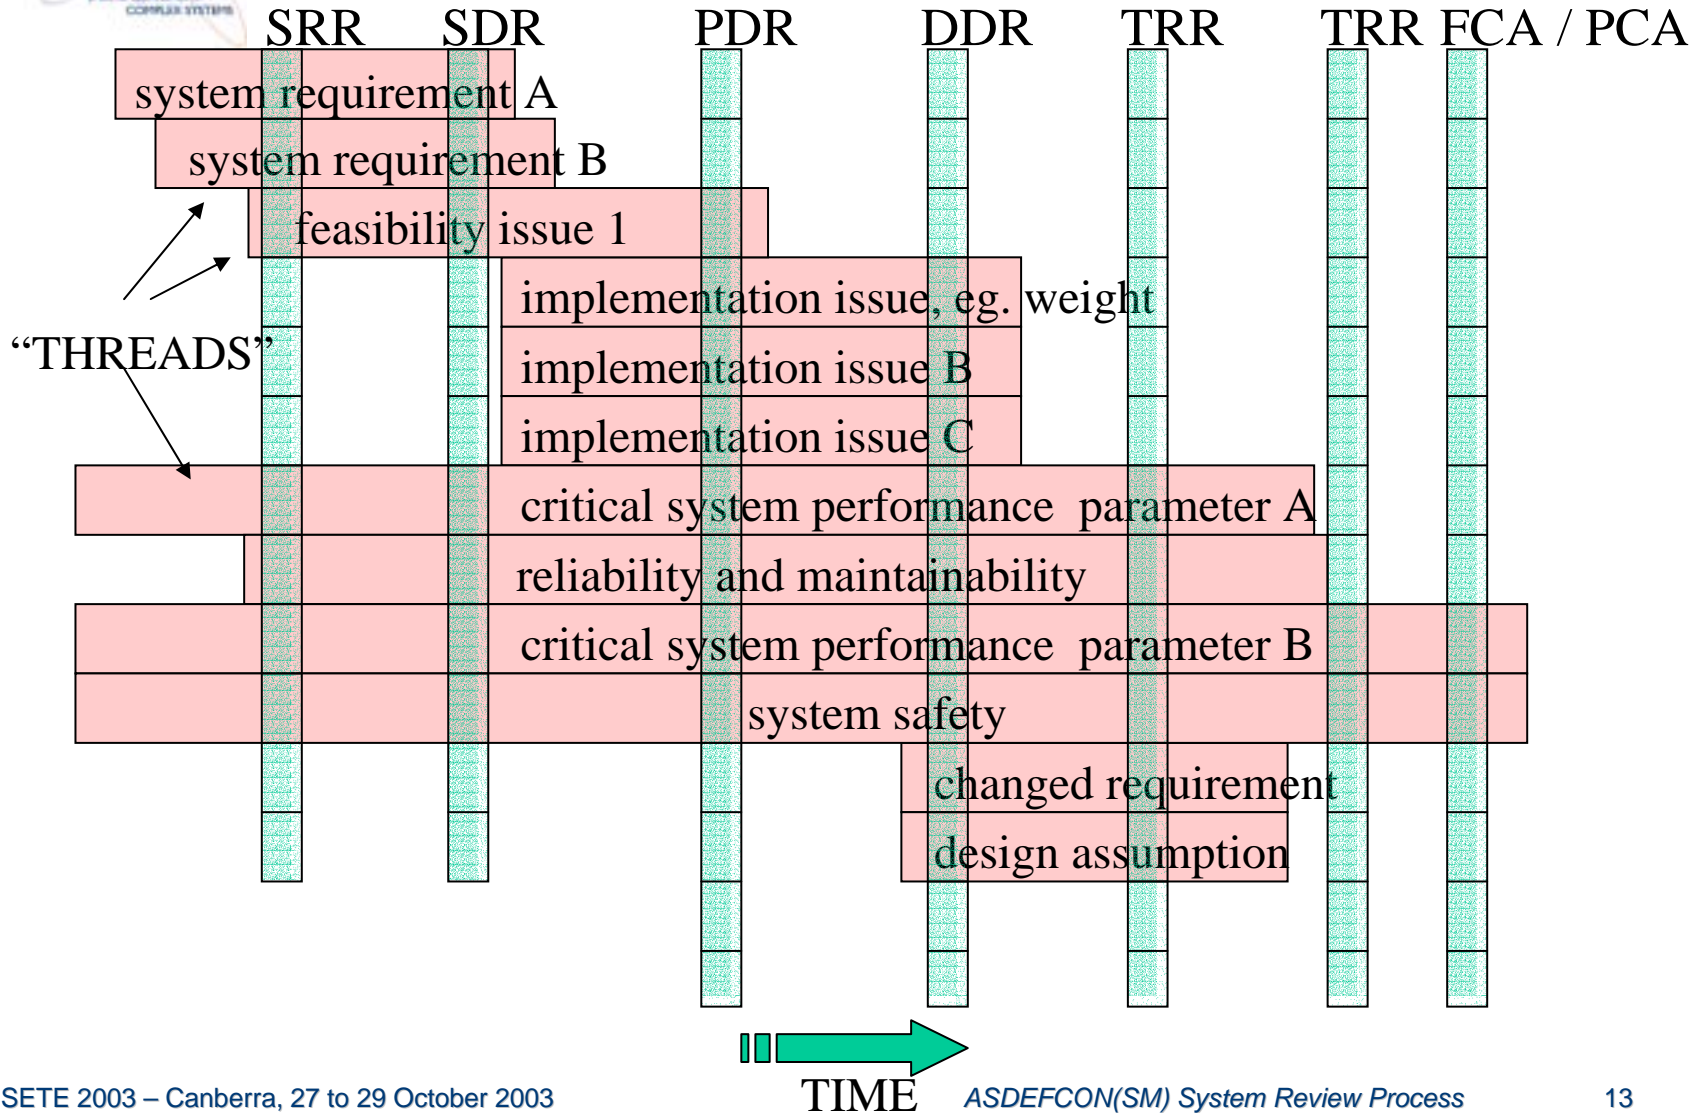 COMPLEX SYSTEMS
SRR SDR PDR DDR TRR TRR FCA / PCA
system requirement A
system requirement B
feasibility issue 1
implementation issue, eg. weight
“THREADS”
implementation issue B
implementation issue C
critical system performance parameter A
reliability and maintainability
critical system performance parameter B
system safety
changed requirement
design assumption
TIME
SETE 2003 – Canberra, 27 to 29 October 2003
ASDEFCON(SM) System Review Process
13